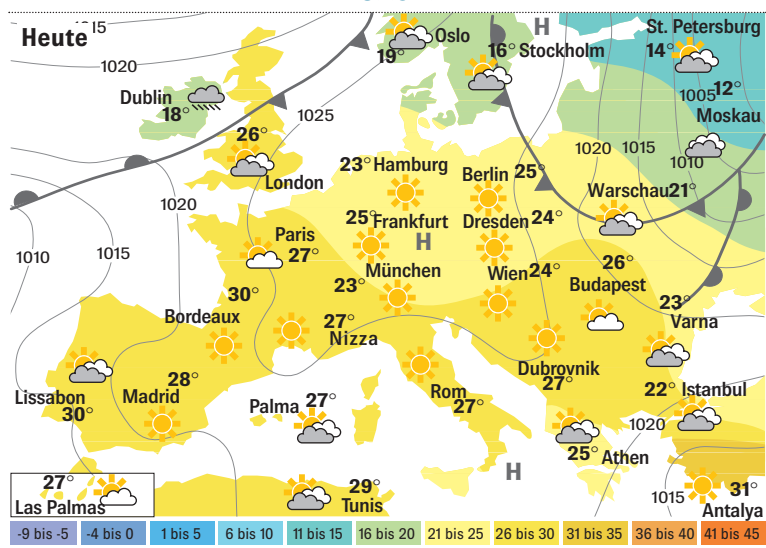 Heute
15
H
Oslo
19°
16° Stockholm
St. Petersburg
14°
1020
12°
1005
Moskau
Dublin
18°
1025
26°
London
1020
1015
1010
23° Hamburg
Berlin 25°
Warschau 21°
1020
25° Frankfurt
Dresden 24°
H
Paris
27°
1010
1015
München
23°
Wien 24°
26°
Budapest
30°
Bordeaux
27°
Nizza
23°
Varna
Dubrovnik
27°
28°
Lissabon
30°
Madrid
Palma 27°
Rom
27°
22° Istanbul
1020
25° Athen
H
27°
Las Palmas
29°
Tunis
1015
31°
Antalya
-9 bis -5 -4 bis 0 1 bis 5 6 bis 10 11 bis 15 16 bis 20 21 bis 25 26 bis 30 31 bis 35 36 bis 40 41 bis 45